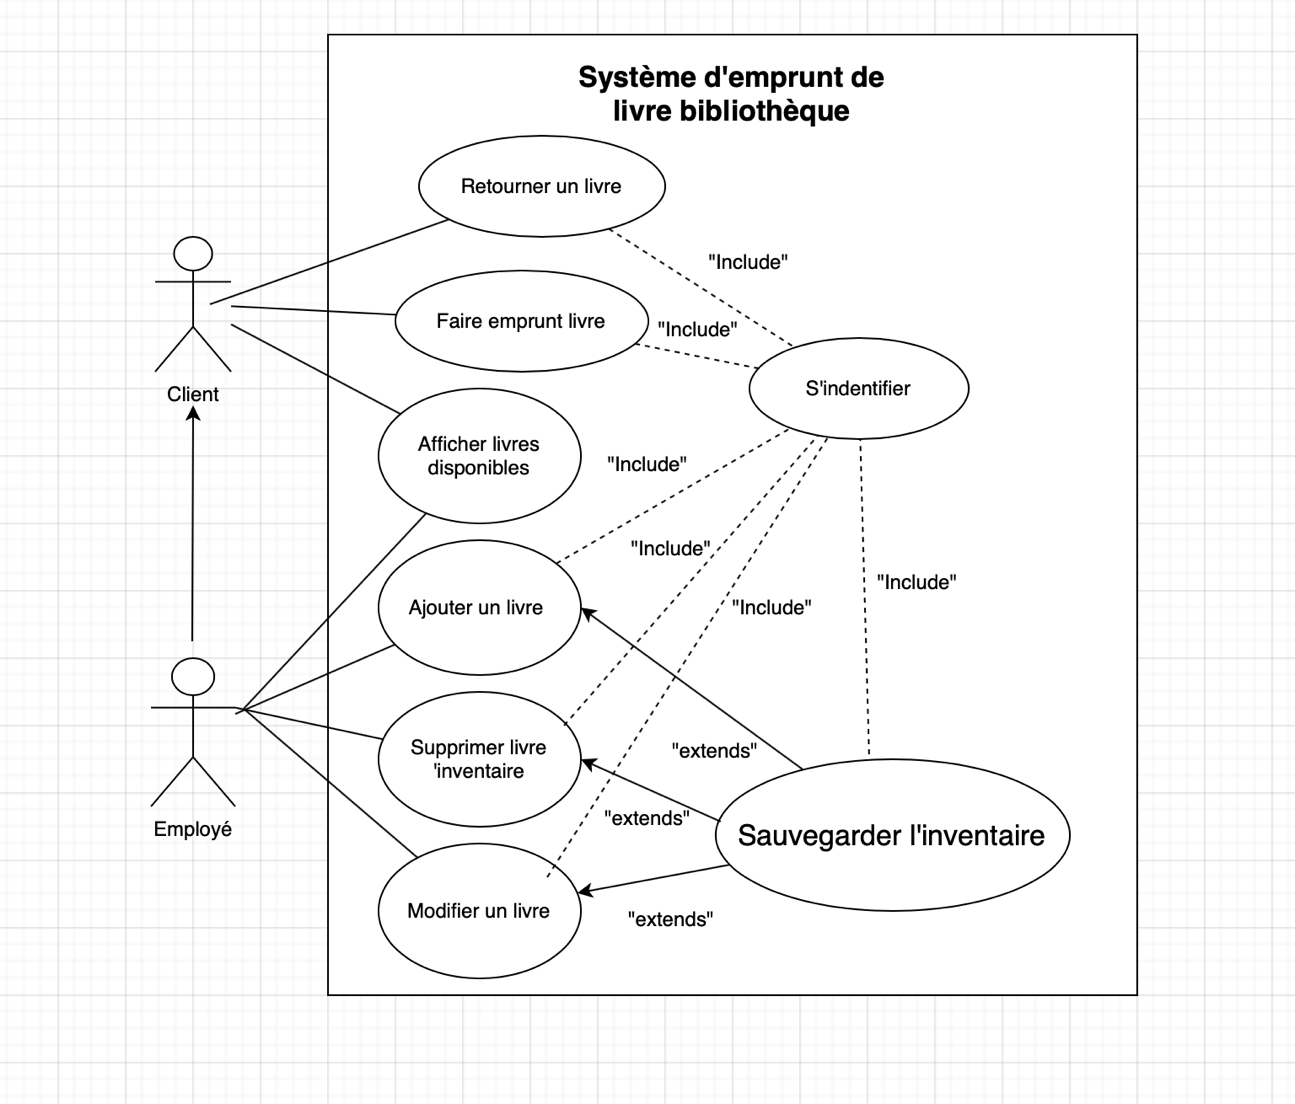 Système d'emprunt de
livre bibliothèque
Retourner un livre
"Include"
Faire emprunt livre
"Include"
S'indentifier
Client
Afficher livres
disponibles
"Include"
"Include"
"Include"
"Include"
Ajouter un livre
Supprimer livre
'inventaire
"extends"
"extends"
Sauvegarder l'inventaire
Employé
Modifier un livre
"extends"